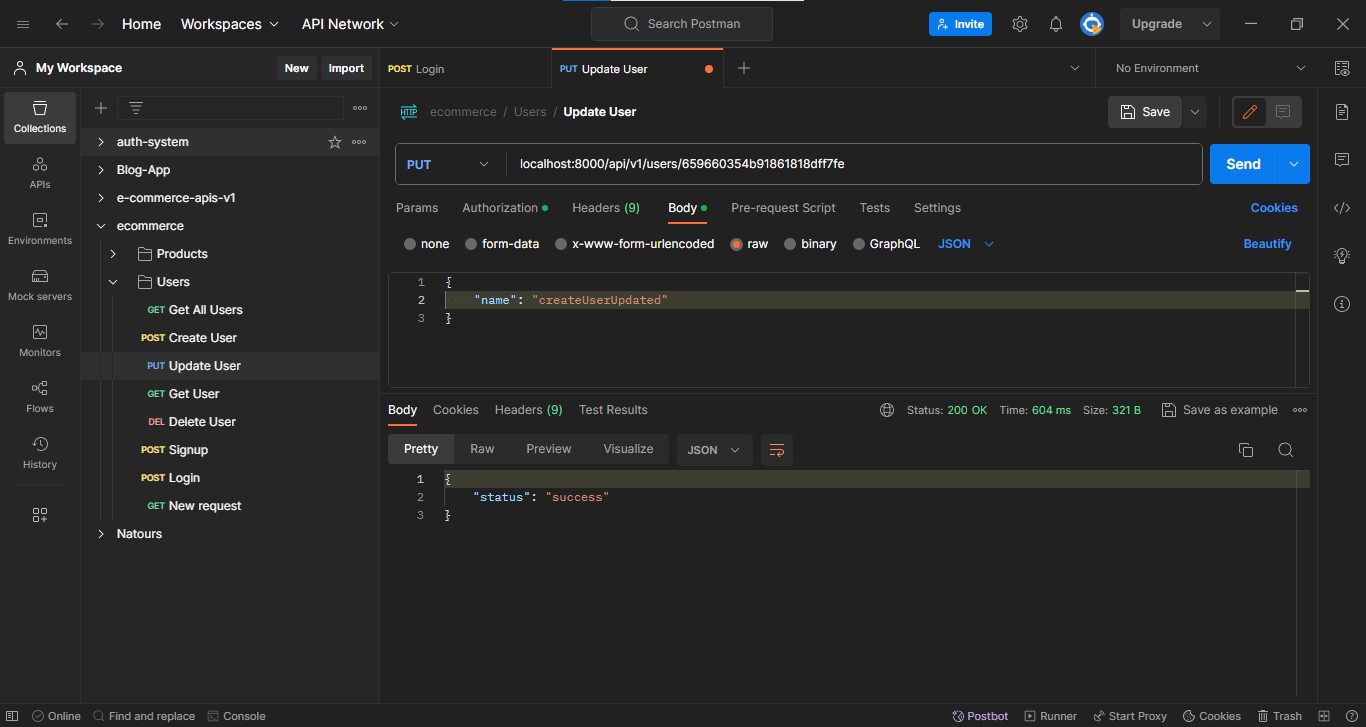 Home Workspaces API Network Search Postman Invite Upgrade
My Workspace New Import POST Login PUT Update User No Environment
Collections
APIs
Environments
Mock servers
Monitors
Flows
History
auth-system
Blog-App
e-commerce-apis-v1
ecommerce
Products
Users
GET Get All Users
POST Create User
PUT Update User
GET Get User
DEL Delete User
POST Signup
POST Login
GET New request
Natours
HTTP ecommerce / Users / Update User Save
PUT localhost:8000/api/v1/users/659660354b91861818dff7fe Send
Params Authorization Headers (9) Body Pre-request Script Tests Settings Cookies
none form-data x-www-form-urlencoded raw binary GraphQL JSON Beautify
1 {
2 "name": "createUserUpdated"
3 }
Body Cookies Headers (9) Test Results Status: 200 OK Time: 604 ms Size: 321 B Save as example
Pretty Raw Preview Visualize JSON
1 {
2 "status": "success"
3 }
Online Find and replace Console Postbot Runner Start Proxy Cookies Trash